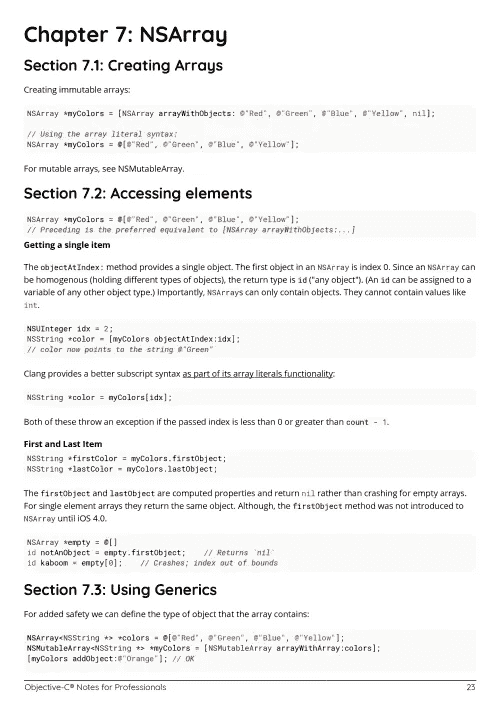 Chapter 7: NSArray
Section 7.1: Creating Arrays
Creating immutable arrays:
NSArray *myColors = [NSArray arrayWithObjects: @"Red", @"Green", @"Blue", @"Yellow", nil];
// Using the array literal syntax:
NSArray *myColors = @[@"Red", @"Green", @"Blue", @"Yellow"];
For mutable arrays, see NSMutableArray.
Section 7.2: Accessing elements
NSArray *myColors = @[@"Red", @"Green", @"Blue", @"Yellow"];
// Preceding is the preferred equivalent to [NSArray arrayWithObjects:...]
Getting a single item
The objectAtIndex: method provides a single object. The first object in an NSArray is index 0. Since an NSArray can
be homogenous (holding different types of objects), the return type is id ("any object"). (An id can be assigned to a
variable of any other object type.) Importantly, NSArrays can only contain objects. They cannot contain values like
int.
NSUInteger idx = 2;
NSString *color = [myColors objectAtIndex:idx];
// color now points to the string @"Green"
Clang provides a better subscript syntax as part of its array literals functionality:
NSString *color = myColors[idx];
Both of these throw an exception if the passed index is less than 0 or greater than count - 1.
First and Last Item
NSString *firstColor = myColors.firstObject;
NSString *lastColor = myColors.lastObject;
The firstObject and lastObject are computed properties and return nil rather than crashing for empty arrays.
For single element arrays they return the same object. Although, the firstObject method was not introduced to
NSArray until iOS 4.0.
NSArray *empty = @[]
id notAnObject = empty.firstObject;    // Returns `nil`
id kaboom = empty[0];    // Crashes; index out of bounds
Section 7.3: Using Generics
For added safety we can define the type of object that the array contains:
NSArray<NSString *> *colors = @[@"Red", @"Green", @"Blue", @"Yellow"];
NSMutableArray<NSString *> *myColors = [NSMutableArray arrayWithArray:colors];
[myColors addObject:@"Orange"]; // OK
Objective-C® Notes for Professionals
23